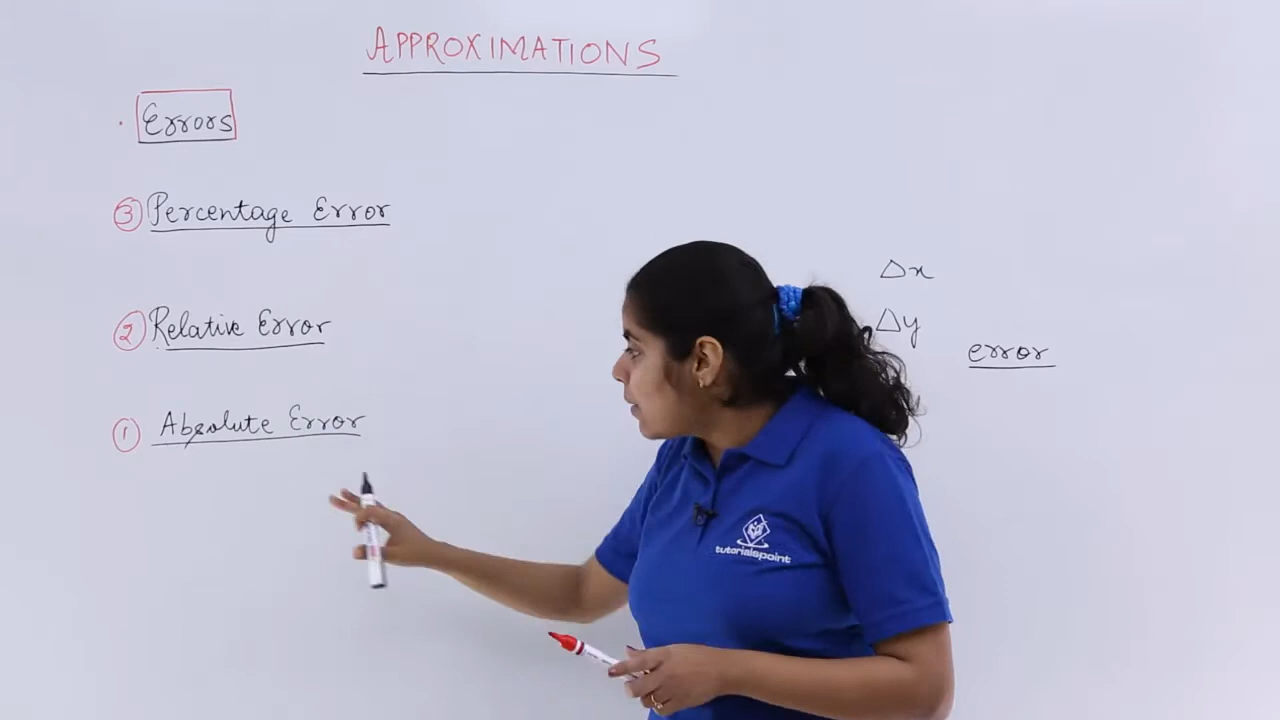 APPROXIMATIONS
· Errors
③ Percentage Error
② Relative Error
① Absolute Error
Δx
Δy
error
tutorialspoint